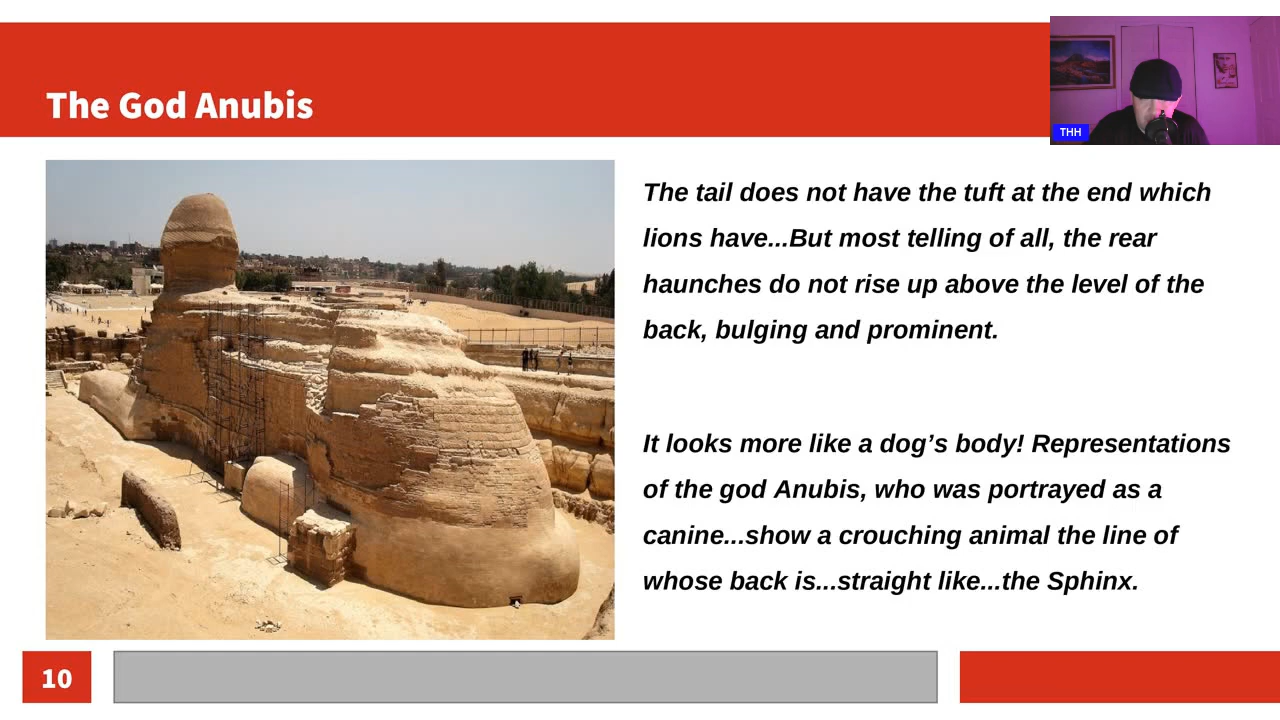 The God Anubis
THH
The tail does not have the tuft at the end which
lions have...But most telling of all, the rear
haunches do not rise up above the level of the
back, bulging and prominent.
It looks more like a dog’s body! Representations
of the god Anubis, who was portrayed as a
canine...show a crouching animal the line of
whose back is...straight like...the Sphinx.
10